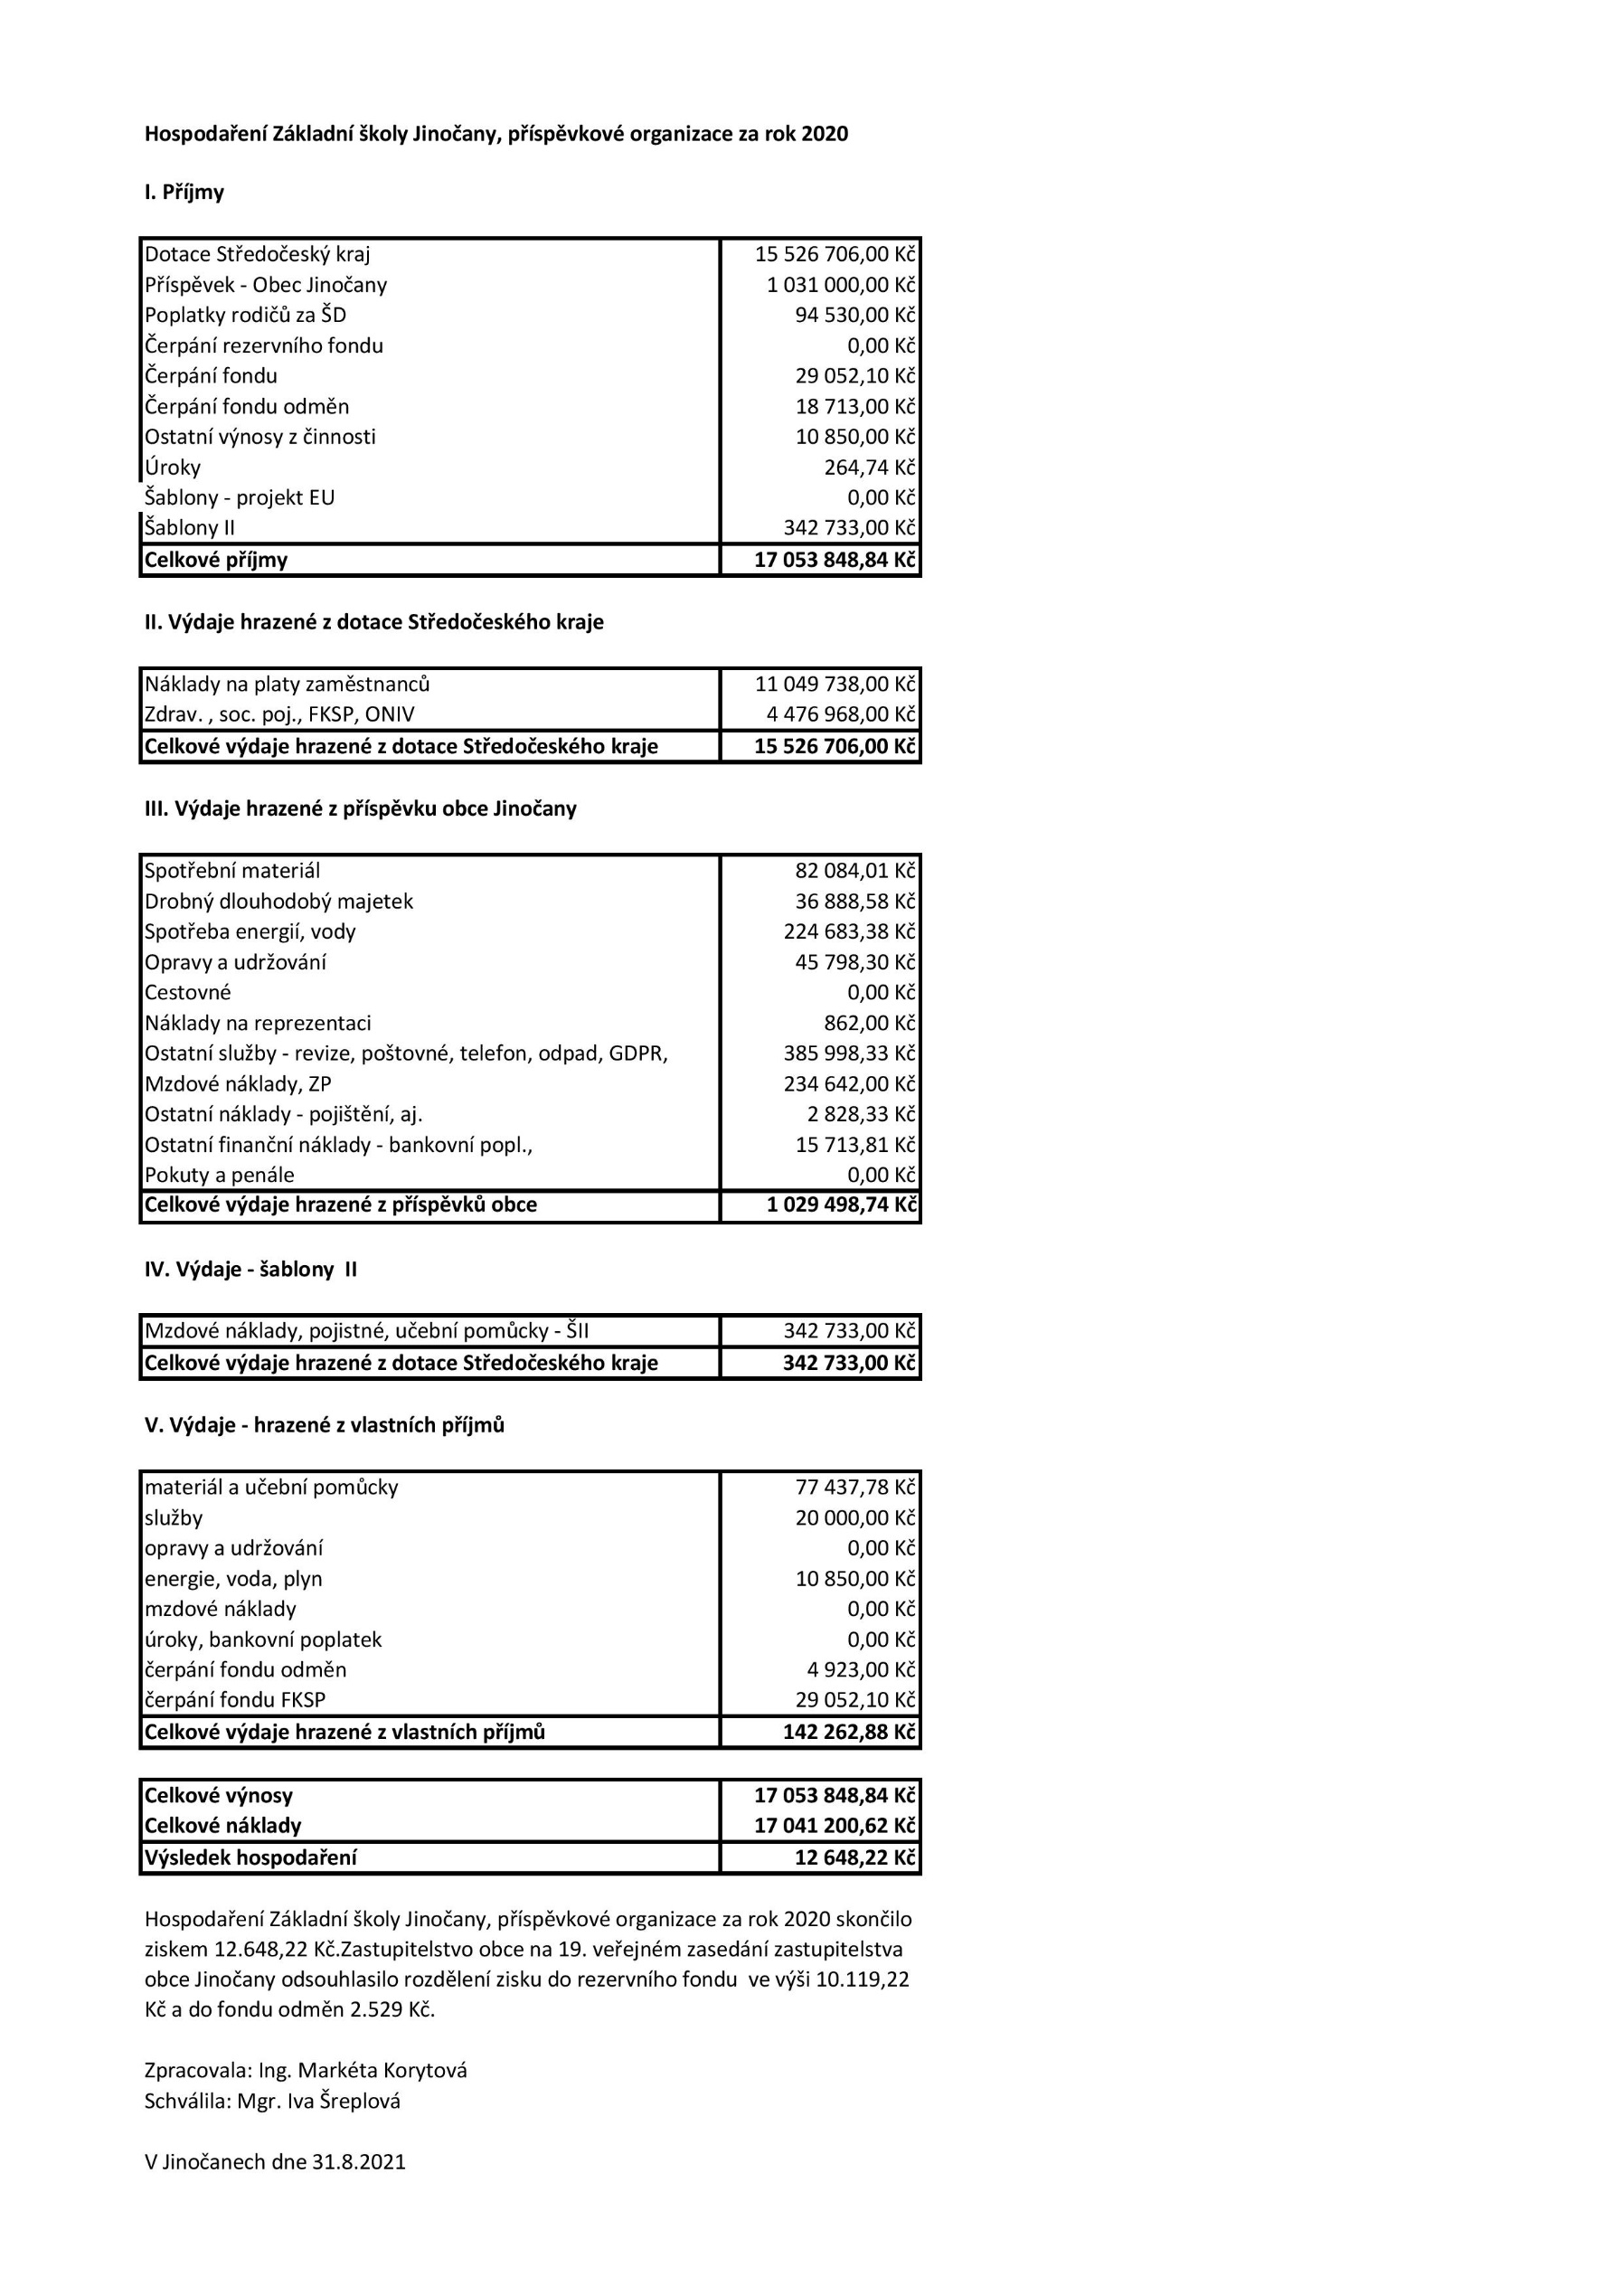 Hospodaření Základní školy Jinočany, příspěvkové organizace za rok 2020
I. Příjmy
Dotace Středočeský kraj 15 526 706,00 Kč
Příspěvek - Obec Jinočany 1 031 000,00 Kč
Poplatky rodičů za ŠD 94 530,00 Kč
Čerpání rezervního fondu 0,00 Kč
Čerpání fondu 29 052,10 Kč
Čerpání fondu odměn 18 713,00 Kč
Ostatní výnosy z činnosti 10 850,00 Kč
Úroky 264,74 Kč
Šablony - projekt EU 0,00 Kč
Šablony II 342 733,00 Kč
Celkové příjmy 17 053 848,84 Kč
II. Výdaje hrazené z dotace Středočeského kraje
Náklady na platy zaměstnanců 11 049 738,00 Kč
Zdrav. , soc. poj., FKSP, ONIV 4 476 968,00 Kč
Celkové výdaje hrazené z dotace Středočeského kraje 15 526 706,00 Kč
III. Výdaje hrazené z příspěvku obce Jinočany
Spotřební materiál 82 084,01 Kč
Drobný dlouhodobý majetek 36 888,58 Kč
Spotřeba energií, vody 224 683,38 Kč
Opravy a udržování 45 798,30 Kč
Cestovné 0,00 Kč
Náklady na reprezentaci 862,00 Kč
Ostatní služby - revize, poštovné, telefon, odpad, GDPR, 385 998,33 Kč
Mzdové náklady, ZP 234 642,00 Kč
Ostatní náklady - pojištění, aj. 2 828,33 Kč
Ostatní finanční náklady - bankovní popl., 15 713,81 Kč
Pokuty a penále 0,00 Kč
Celkové výdaje hrazené z příspěvků obce 1 029 498,74 Kč
IV. Výdaje - šablony  II
Mzdové náklady, pojistné, učební pomůcky - ŠII 342 733,00 Kč
Celkové výdaje hrazené z dotace Středočeského kraje 342 733,00 Kč
V. Výdaje - hrazené z vlastních příjmů
materiál a učební pomůcky 77 437,78 Kč
služby 20 000,00 Kč
opravy a udržování 0,00 Kč
energie, voda, plyn 10 850,00 Kč
mzdové náklady 0,00 Kč
úroky, bankovní poplatek 0,00 Kč
čerpání fondu odměn 4 923,00 Kč
čerpání fondu FKSP 29 052,10 Kč
Celkové výdaje hrazené z vlastních příjmů 142 262,88 Kč
Celkové výnosy 17 053 848,84 Kč
Celkové náklady 17 041 200,62 Kč
Výsledek hospodaření 12 648,22 Kč
Hospodaření Základní školy Jinočany, příspěvkové organizace za rok 2020 skončilo
ziskem 12.648,22 Kč.Zastupitelstvo obce na 19. veřejném zasedání zastupitelstva
obce Jinočany odsouhlasilo rozdělení zisku do rezervního fondu  ve výši 10.119,22
Kč a do fondu odměn 2.529 Kč.
Zpracovala: Ing. Markéta Korytová
Schválila: Mgr. Iva Šreplová
V Jinočanech dne 31.8.2021